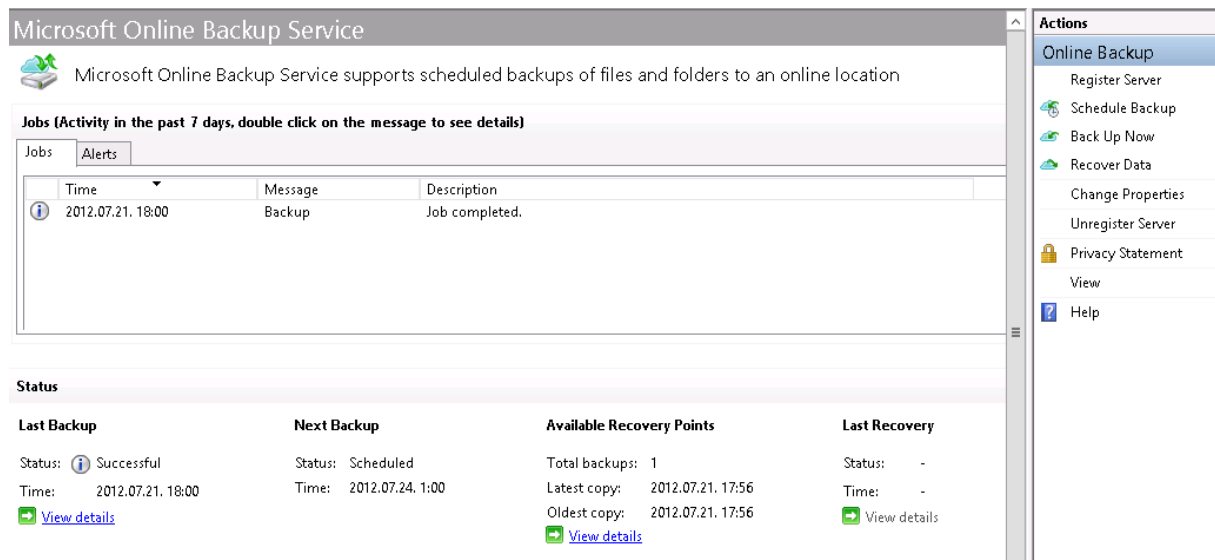 Microsoft Online Backup Service
Microsoft Online Backup Service supports scheduled backups of files and folders to an online location
Jobs (Activity in the past 7 days, double click on the message to see details)
Jobs Alerts
Time Message Description
2012.07.21. 18:00 Backup Job completed.
Status
Last Backup
Status: Successful
Time: 2012.07.21. 18:00
View details
Next Backup
Status: Scheduled
Time: 2012.07.24. 1:00
Available Recovery Points
Total backups: 1
Latest copy: 2012.07.21. 17:56
Oldest copy: 2012.07.21. 17:56
View details
Last Recovery
Status: -
Time: -
View details
Actions
Online Backup
Register Server
Schedule Backup
Back Up Now
Recover Data
Change Properties
Unregister Server
Privacy Statement
View
Help